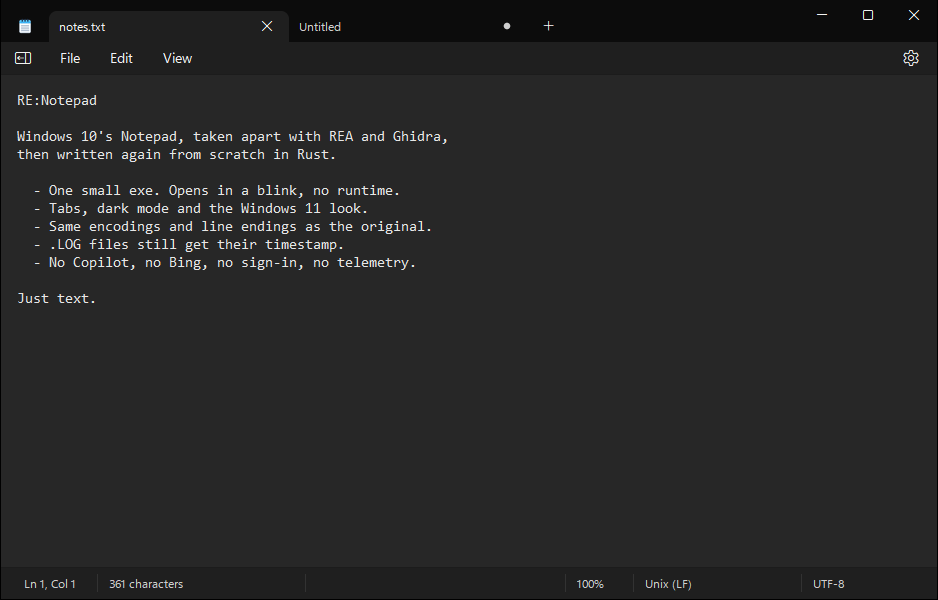 notes.txt
Untitled
File Edit View
RE:Notepad
Windows 10's Notepad, taken apart with REA and Ghidra,
then written again from scratch in Rust.
- One small exe. Opens in a blink, no runtime.
- Tabs, dark mode and the Windows 11 look.
- Same encodings and line endings as the original.
- .LOG files still get their timestamp.
- No Copilot, no Bing, no sign-in, no telemetry.
Just text.
Ln 1, Col 1 361 characters 100% Unix (LF) UTF-8